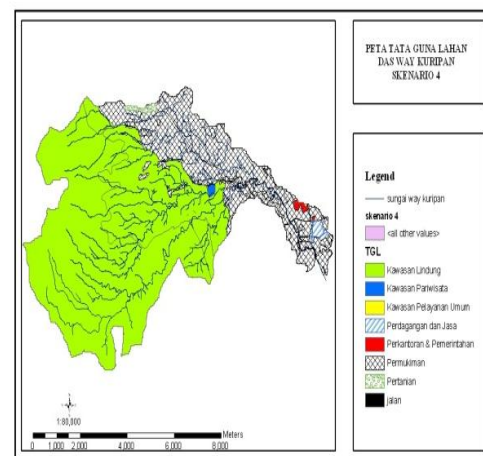 PETA TATA GUNA LAHAN
DAS WAY KURIPAN
SKENARIO 4
Legend
sungai way kuripan
skenario 4
<all other values>
TGL
Kawasan Lindung
Kawasan Pariwisata
Kawasan Pelayanan Umum
Perdagangan dan Jasa
Perkantoran & Pemerintahan
Permukiman
Pertanian
jalan
1:80,000
Meters
0 1,000 2,000 4,000 6,000 8,000